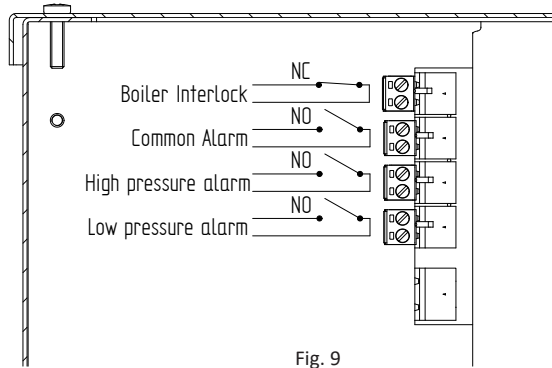 NC
Boiler Interlock
NO
Common Alarm
NO
High pressure alarm
NO
Low pressure alarm
Fig. 9